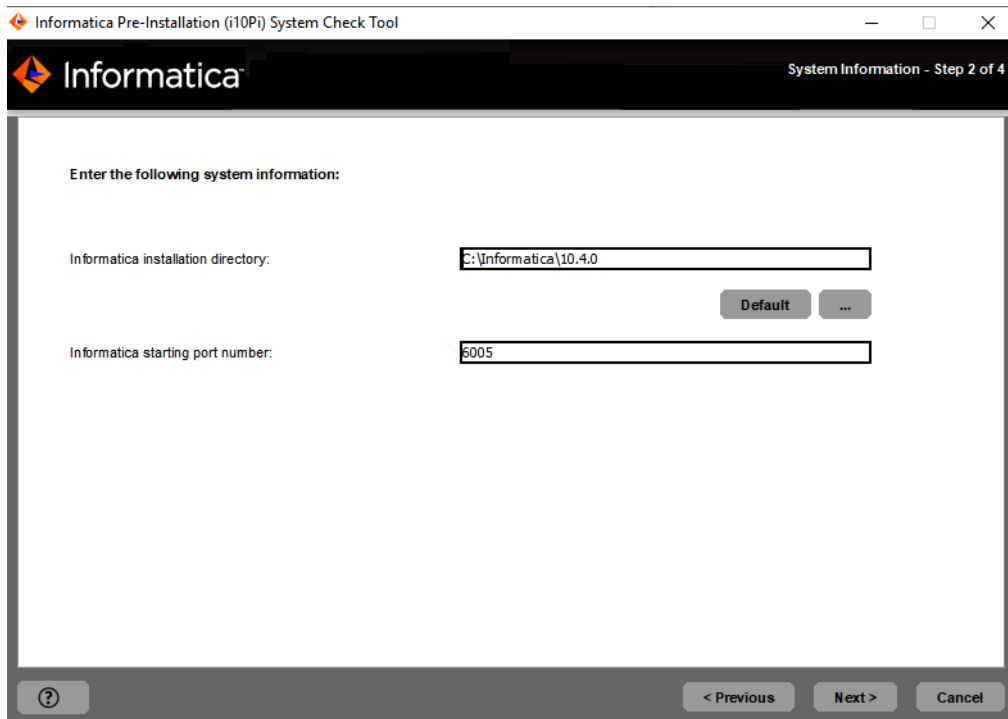 Informatica Pre-Installation (i10Pi) System Check Tool
Informatica
System Information - Step 2 of 4
Enter the following system information:
Informatica installation directory:
C:\Informatica\10.4.0
Default
...
Informatica starting port number:
6005
?
< Previous
Next >
Cancel